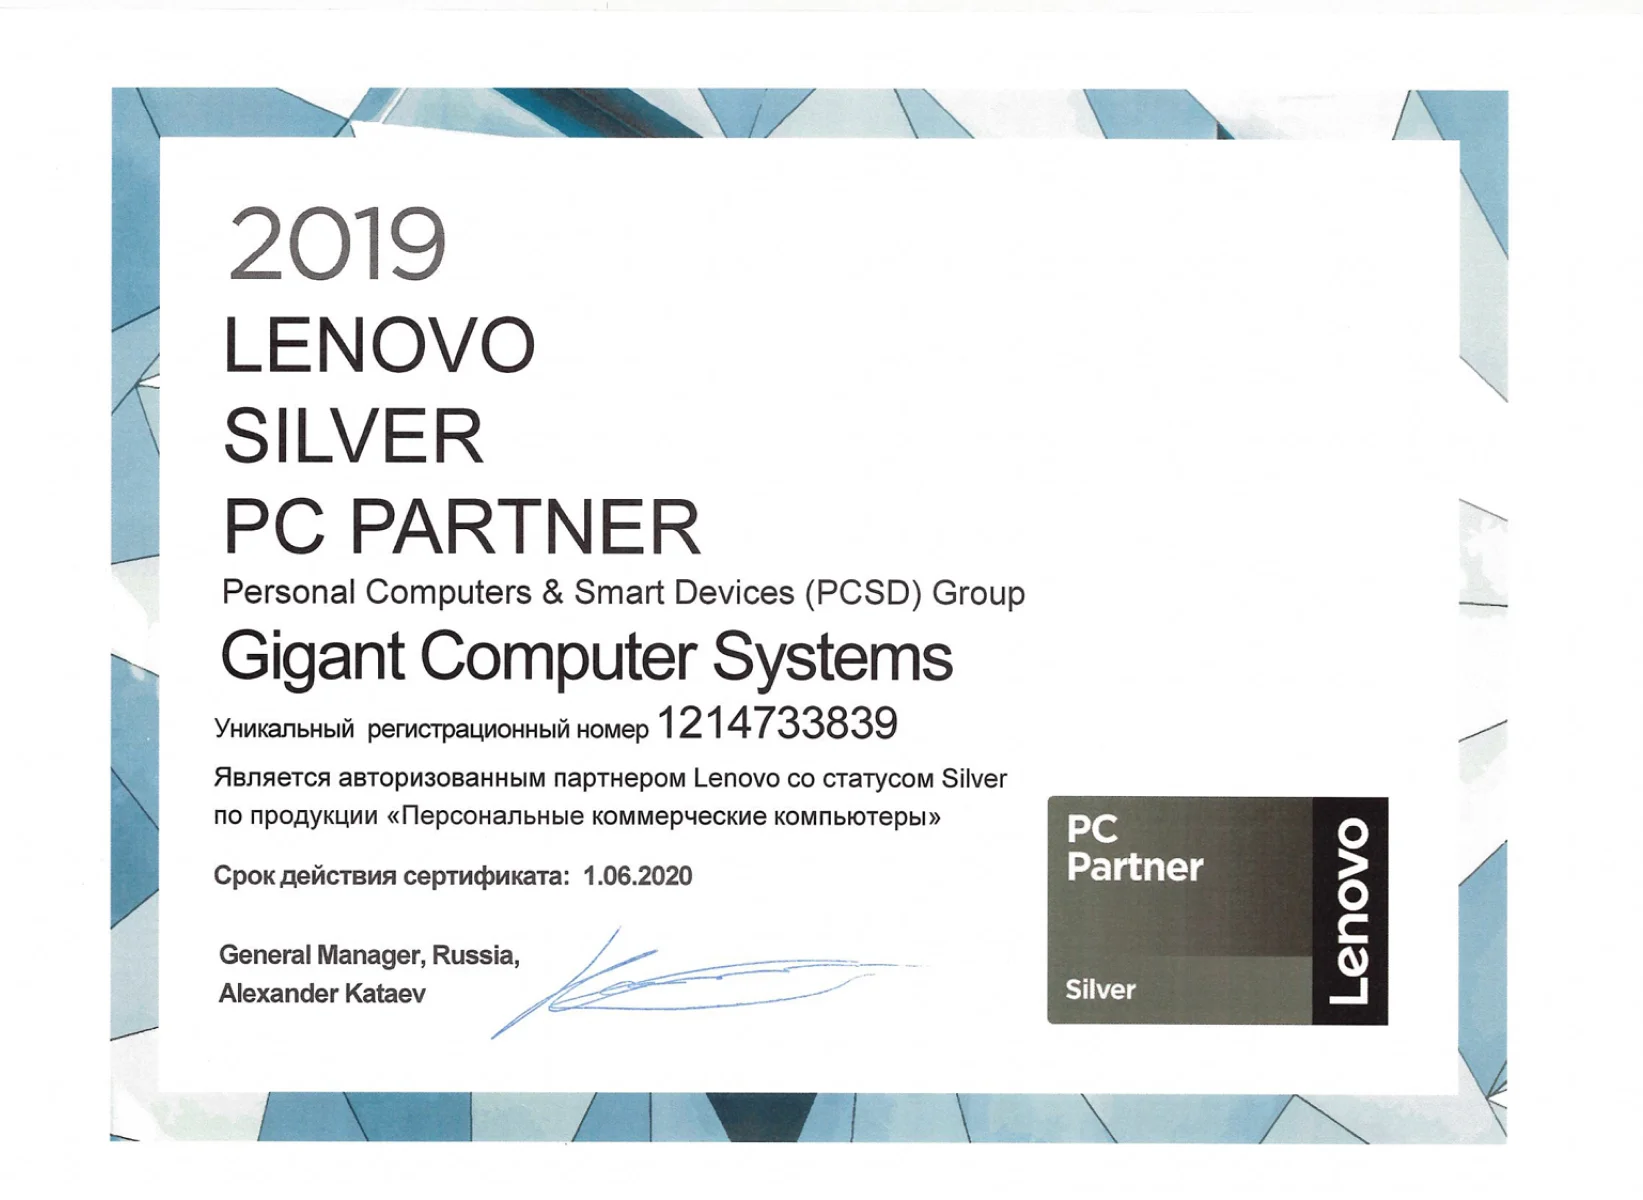 2019
LENOVO
SILVER
PC PARTNER
Personal Computers & Smart Devices (PCSD) Group
Gigant Computer Systems
Уникальный регистрационный номер 1214733839
Является авторизованным партнером Lenovo со статусом Silver
по продукции «Персональные коммерческие компьютеры»
Срок действия сертификата: 1.06.2020
General Manager, Russia,
Alexander Kataev
PC
Partner
Silver
Lenovo